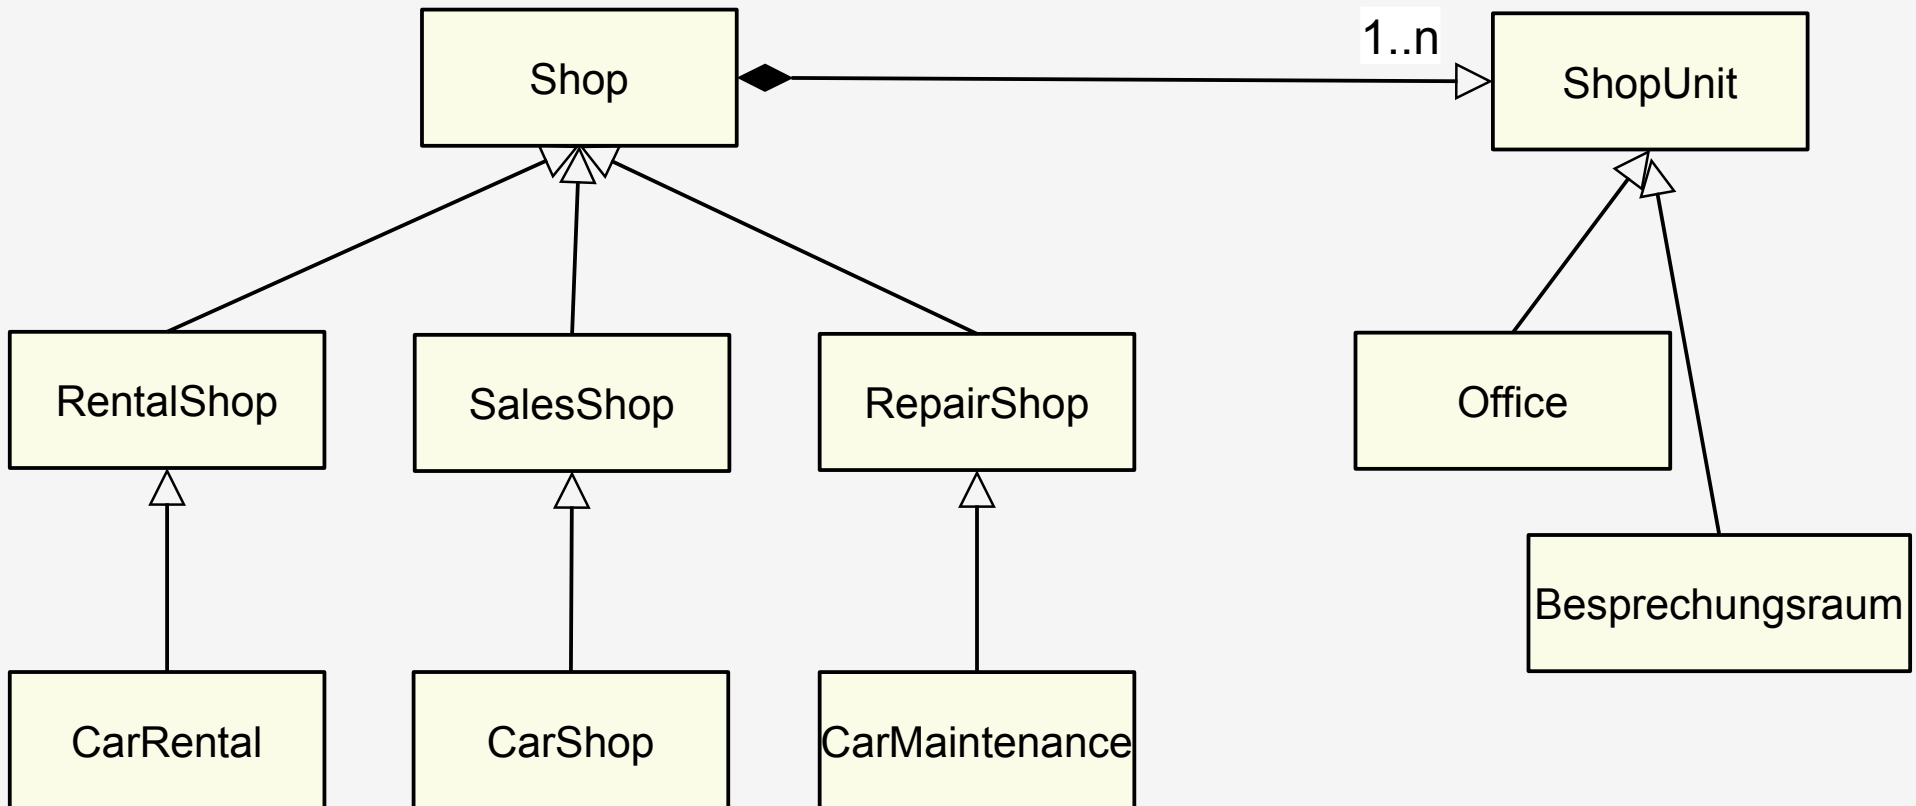 Shop
1..n
ShopUnit
RentalShop
SalesShop
RepairShop
Office
Besprechungsraum
CarRental
CarShop
CarMaintenance